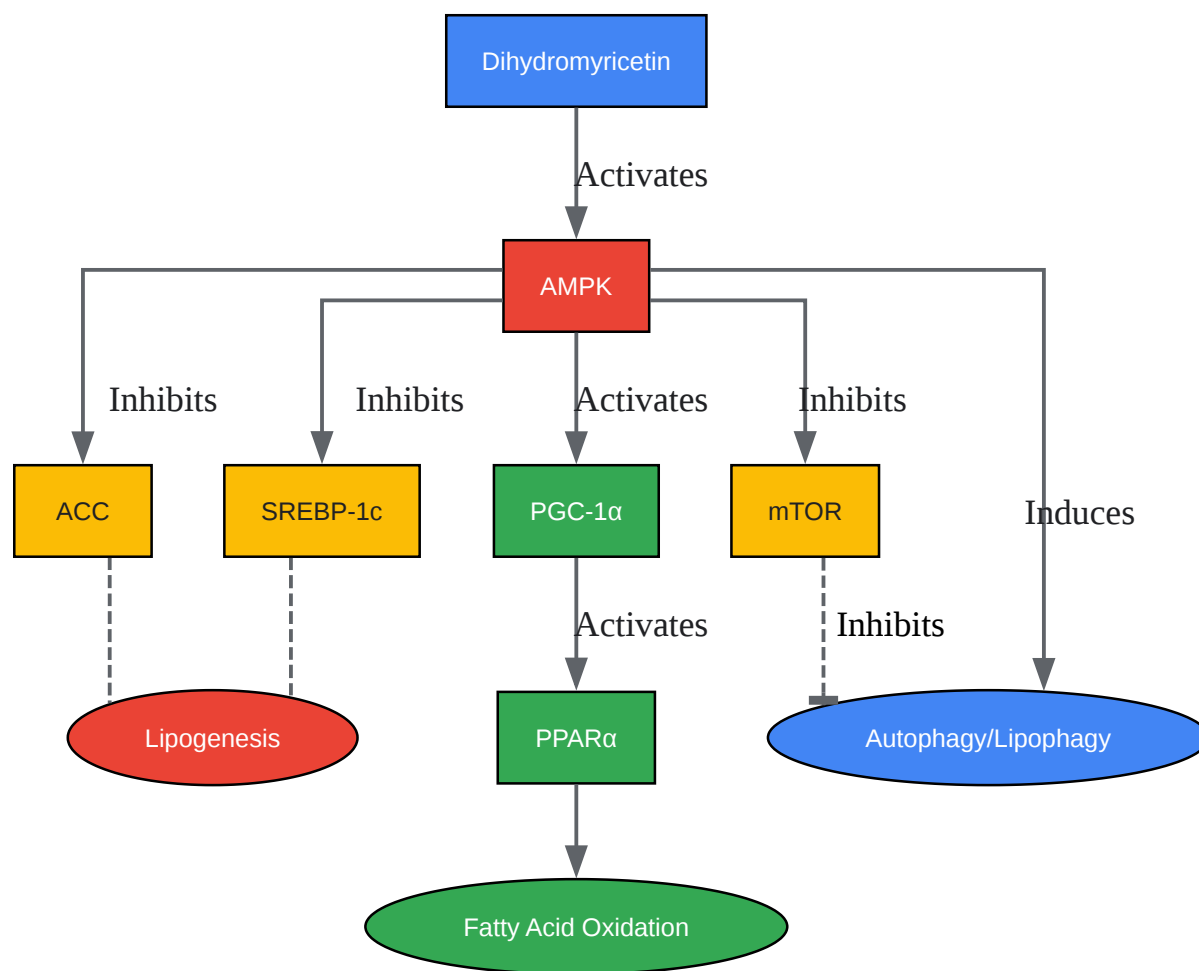 Dihydromyricetin
Activates
AMPK
Inhibits
Inhibits
Activates
Inhibits
ACC
SREBP-1c
PGC-1α
mTOR
Induces
Activates
Inhibits
Lipogenesis
PPARα
Autophagy/Lipophagy
Fatty Acid Oxidation